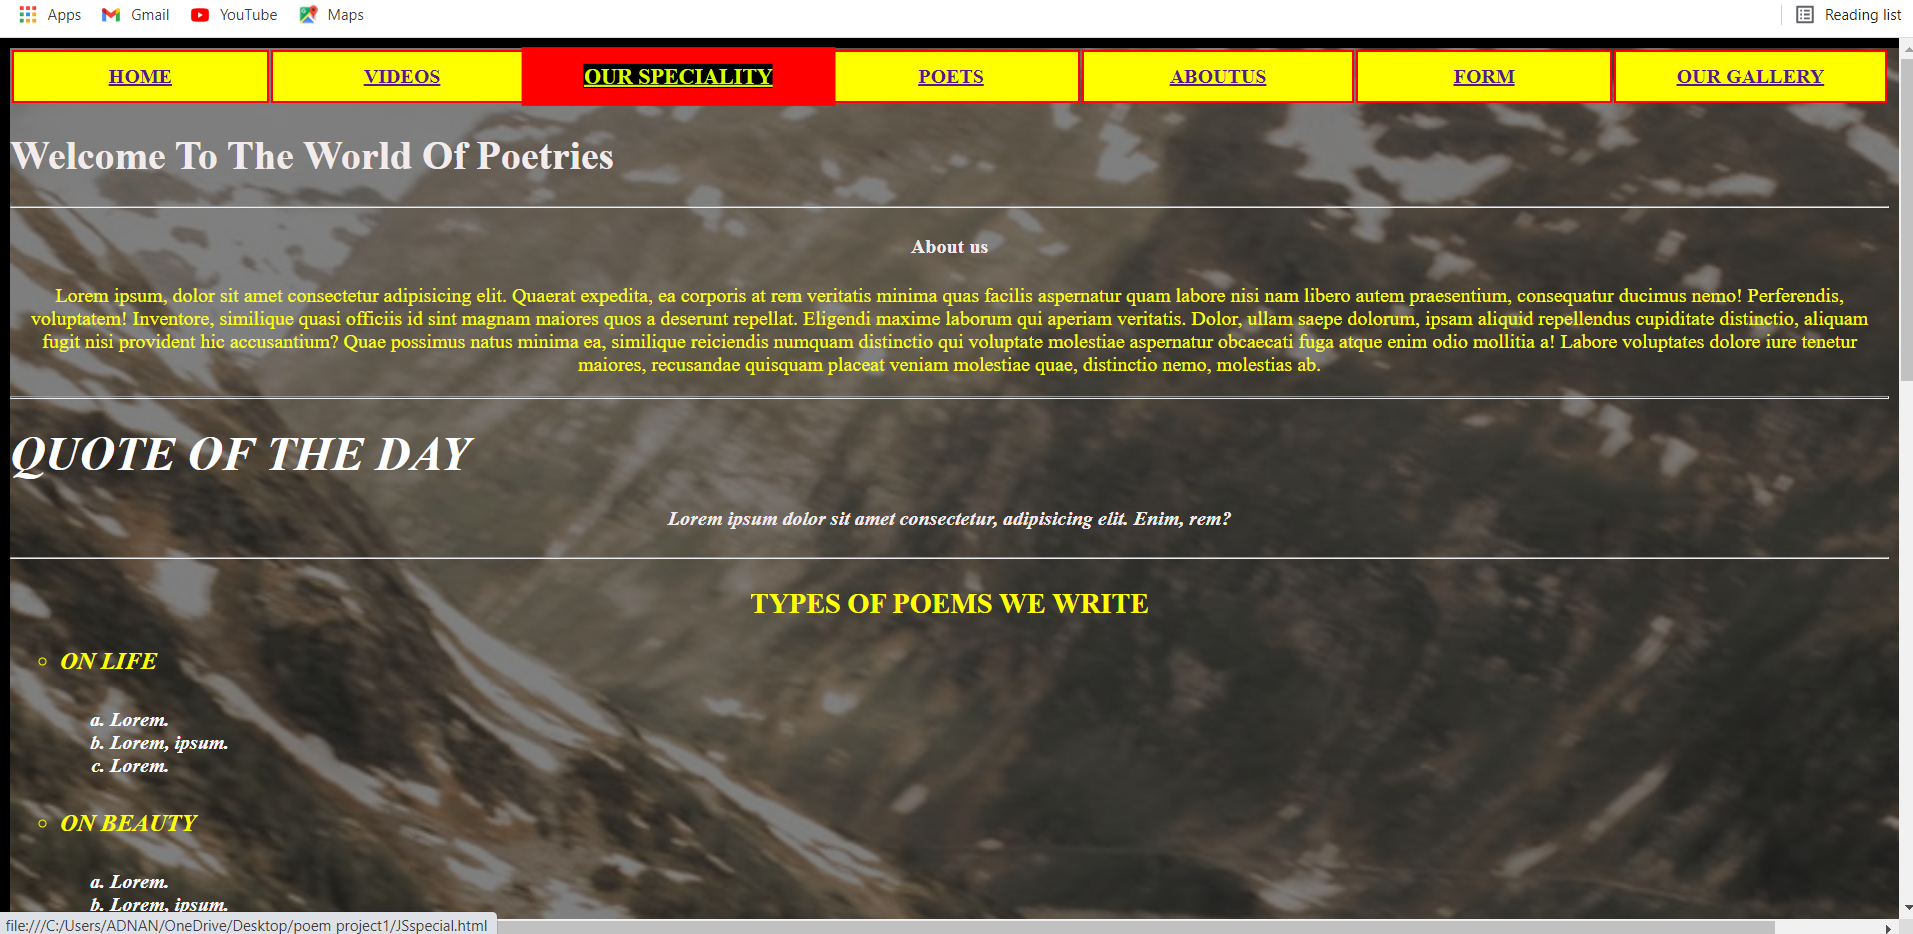 Apps Gmail YouTube Maps Reading list
HOME VIDEOS OUR SPECIALITY POETS ABOUTUS FORM OUR GALLERY
Welcome To The World Of Poetries
About us
Lorem ipsum, dolor sit amet consectetur adipisicing elit. Quaerat expedita, ea corporis at rem veritatis minima quas facilis aspernatur quam labore nisi nam libero autem praesentium, consequatur ducimus nemo! Perferendis,
voluptatem! Inventore, similique quasi officiis id sint magnam maiores quos a deserunt repellat. Eligendi maxime laborum qui aperiam veritatis. Dolor, ullam saepe dolorum, ipsam aliquid repellendus cupiditate distinctio, aliquam
fugit nisi provident hic accusantium? Quae possimus natus minima ea, similique reiciendis numquam distinctio qui voluptate molestiae aspernatur obcaecati fuga atque enim odio mollitia a! Labore voluptates dolore iure tenetur
maiores, recusandae quisquam placeat veniam molestiae quae, distinctio nemo, molestias ab.
QUOTE OF THE DAY
Lorem ipsum dolor sit amet consectetur, adipisicing elit. Enim, rem?
TYPES OF POEMS WE WRITE
ON LIFE
a. Lorem.
b. Lorem, ipsum.
c. Lorem.
ON BEAUTY
a. Lorem.
b. Lorem, ipsum.
file:///C:/Users/ADNAN/OneDrive/Desktop/poem project1/JSspecial.html